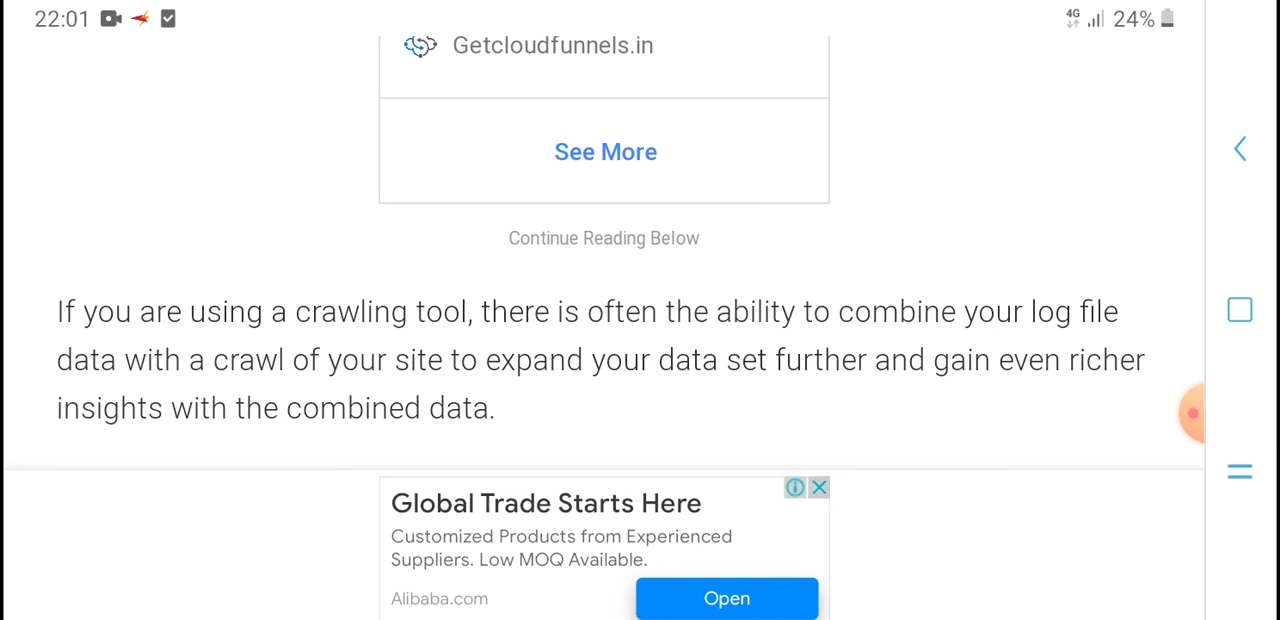 22:01
4G 24%
Getcloudfunnels.in
See More
Continue Reading Below
If you are using a crawling tool, there is often the ability to combine your log file
data with a crawl of your site to expand your data set further and gain even richer
insights with the combined data.
Global Trade Starts Here
Customized Products from Experienced
Suppliers. Low MOQ Available.
Alibaba.com
Open